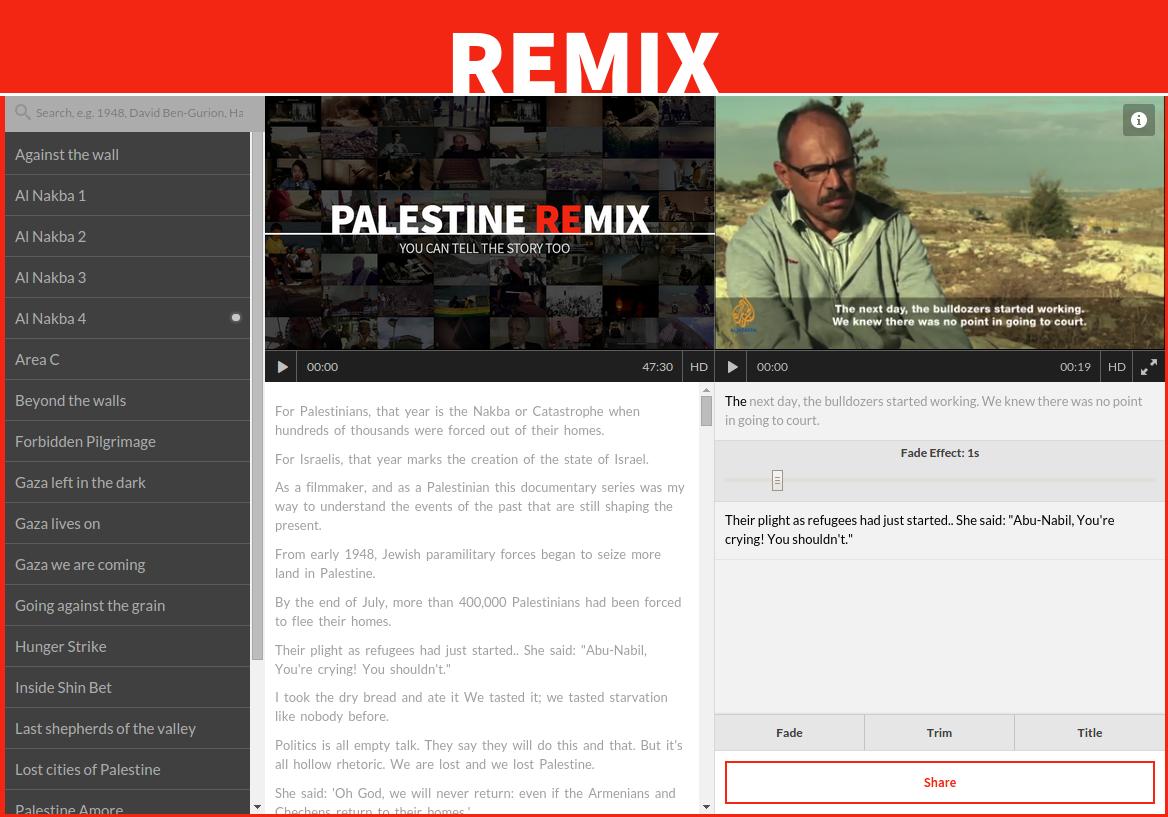 REMIX
Search, e.g. 1948, David Ben-Gurion, Ha
Against the wall
Al Nakba 1
Al Nakba 2
Al Nakba 3
Al Nakba 4
Area C
Beyond the walls
Forbidden Pilgrimage
Gaza left in the dark
Gaza lives on
Gaza we are coming
Going against the grain
Hunger Strike
Inside Shin Bet
Last shepherds of the valley
Lost cities of Palestine
Palestine Amore
PALESTINE REMIX
YOU CAN TELL THE STORY TOO
00:00 47:30 HD
For Palestinians, that year is the Nakba or Catastrophe when
hundreds of thousands were forced out of their homes.
For Israelis, that year marks the creation of the state of Israel.
As a filmmaker, and as a Palestinian this documentary series was my
way to understand the events of the past that are still shaping the
present.
From early 1948, Jewish paramilitary forces began to seize more
land in Palestine.
By the end of July, more than 400,000 Palestinians had been forced
to flee their homes.
Their plight as refugees had just started.. She said: "Abu-Nabil,
You're crying! You shouldn't."
I took the dry bread and ate it We tasted it; we tasted starvation
like nobody before.
Politics is all empty talk. They say they will do this and that. But it's
all hollow rhetoric. We are lost and we lost Palestine.
She said: 'Oh God, we will never return: even if the Armenians and
Chechens return to their homes.'
The next day, the bulldozers started working.
We knew there was no point in going to court.
ALJAZEERA
00:00 00:19 HD
The next day, the bulldozers started working. We knew there was no point
in going to court.
Fade Effect: 1s
Their plight as refugees had just started.. She said: "Abu-Nabil, You're
crying! You shouldn't."
Fade Trim Title
Share